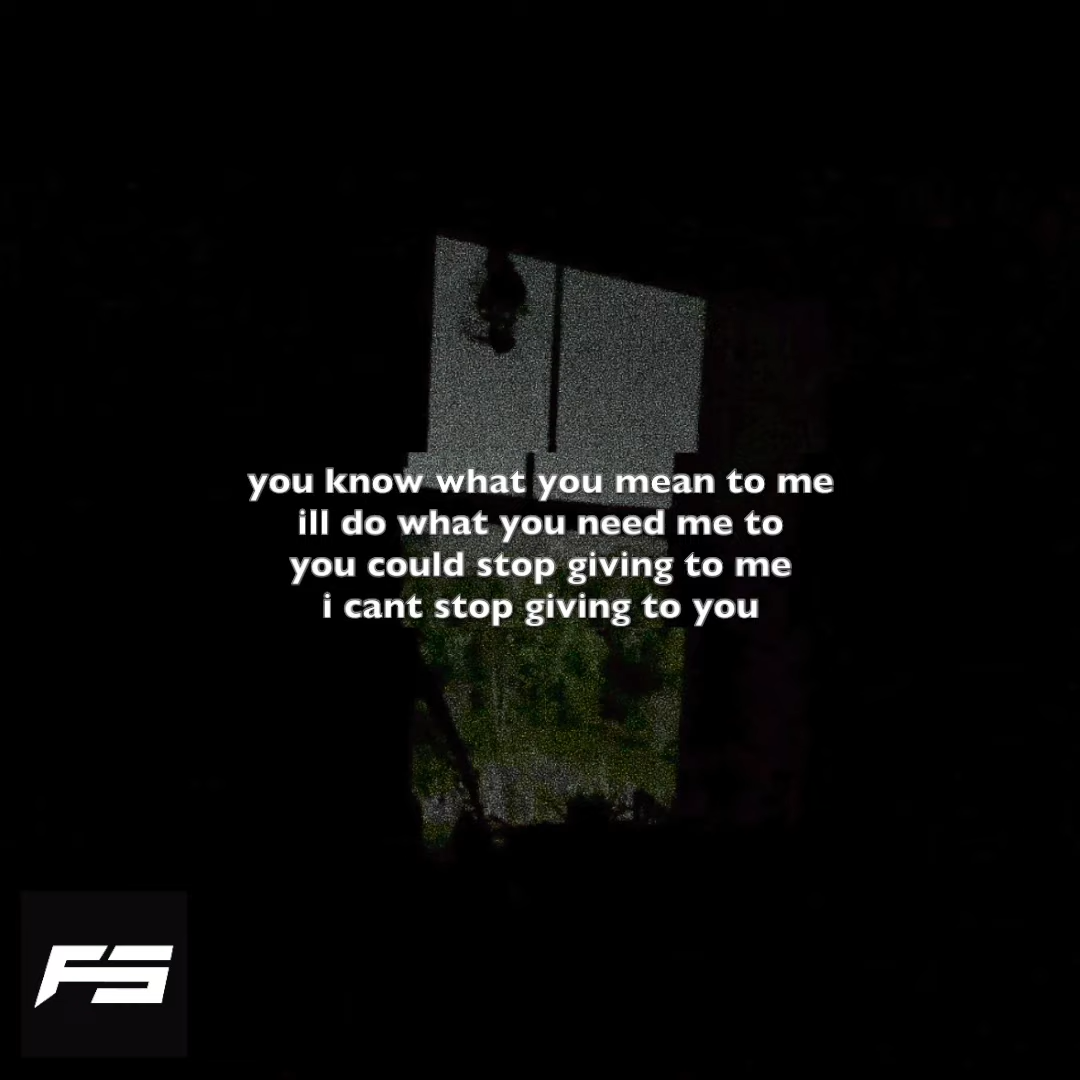 you know what you mean to me
ill do what you need me to
you could stop giving to me
i cant stop giving to you
FS